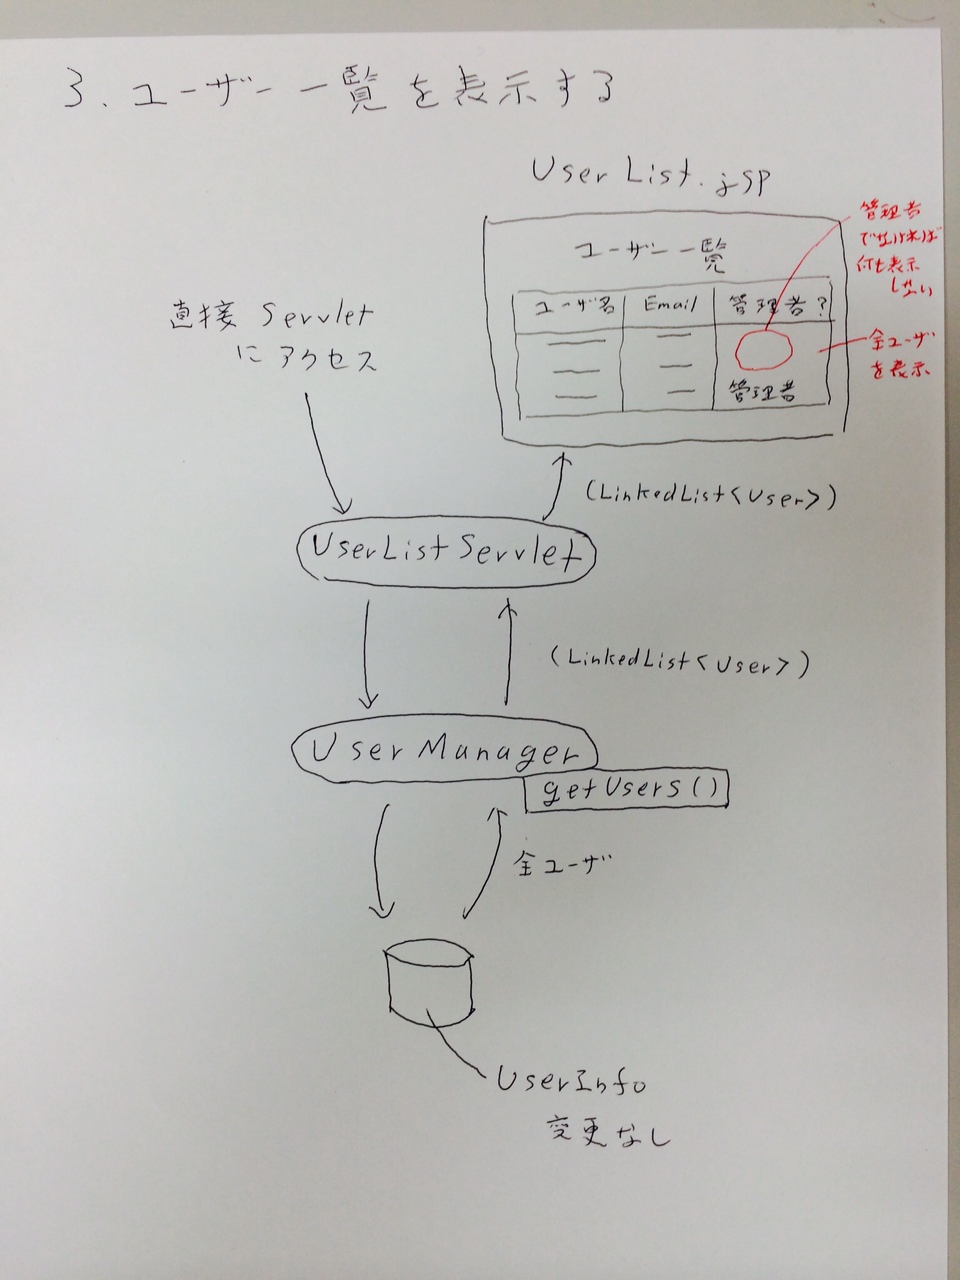 3. ユーザー一覧を表示する
UserList.jsp
管理者
でなければ
何も表示
しない
ユーザー一覧
ユーザ名 Email 管理者?
全ユーザ
を表示
管理者
直接 Servlet
にアクセス
(LinkedList<User>)
UserListServlet
(LinkedList<User>)
UserManager
getUsers()
全ユーザ
UserInfo
変更なし